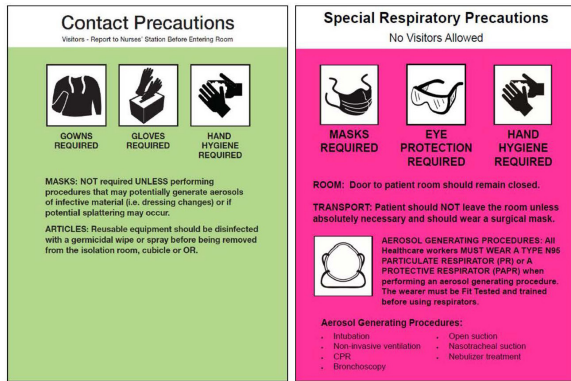 Contact Precautions
Visitors - Report to Nurses' Station Before Entering Room
GOWNS
REQUIRED
GLOVES
REQUIRED
HAND
HYGIENE
REQUIRED
MASKS: NOT required UNLESS performing
procedures that may potentially generate aerosols
of infective material (i.e. dressing changes) or if
potential splattering may occur.
ARTICLES: Reusable equipment should be disinfected
with a germicidal wipe or spray before being removed
from the isolation room, cubicle or OR.
Special Respiratory Precautions
No Visitors Allowed
MASKS
REQUIRED
EYE
PROTECTION
REQUIRED
HAND
HYGIENE
REQUIRED
ROOM: Door to patient room should remain closed.
TRANSPORT: Patient should NOT leave the room unless
absolutely necessary and should wear a surgical mask.
AEROSOL GENERATING PROCEDURES: All
Healthcare workers MUST WEAR A TYPE N95
PARTICULATE RESPIRATOR (PR) or A
PROTECTIVE RESPIRATOR (PAPR) when
performing an aerosol generating procedure.
The wearer must be Fit Tested and trained
before using respirators.
Aerosol Generating Procedures:
• Intubation
• Non-invasive ventilation
• CPR
• Bronchoscopy
• Open suction
• Nasotracheal suction
• Nebulizer treatment